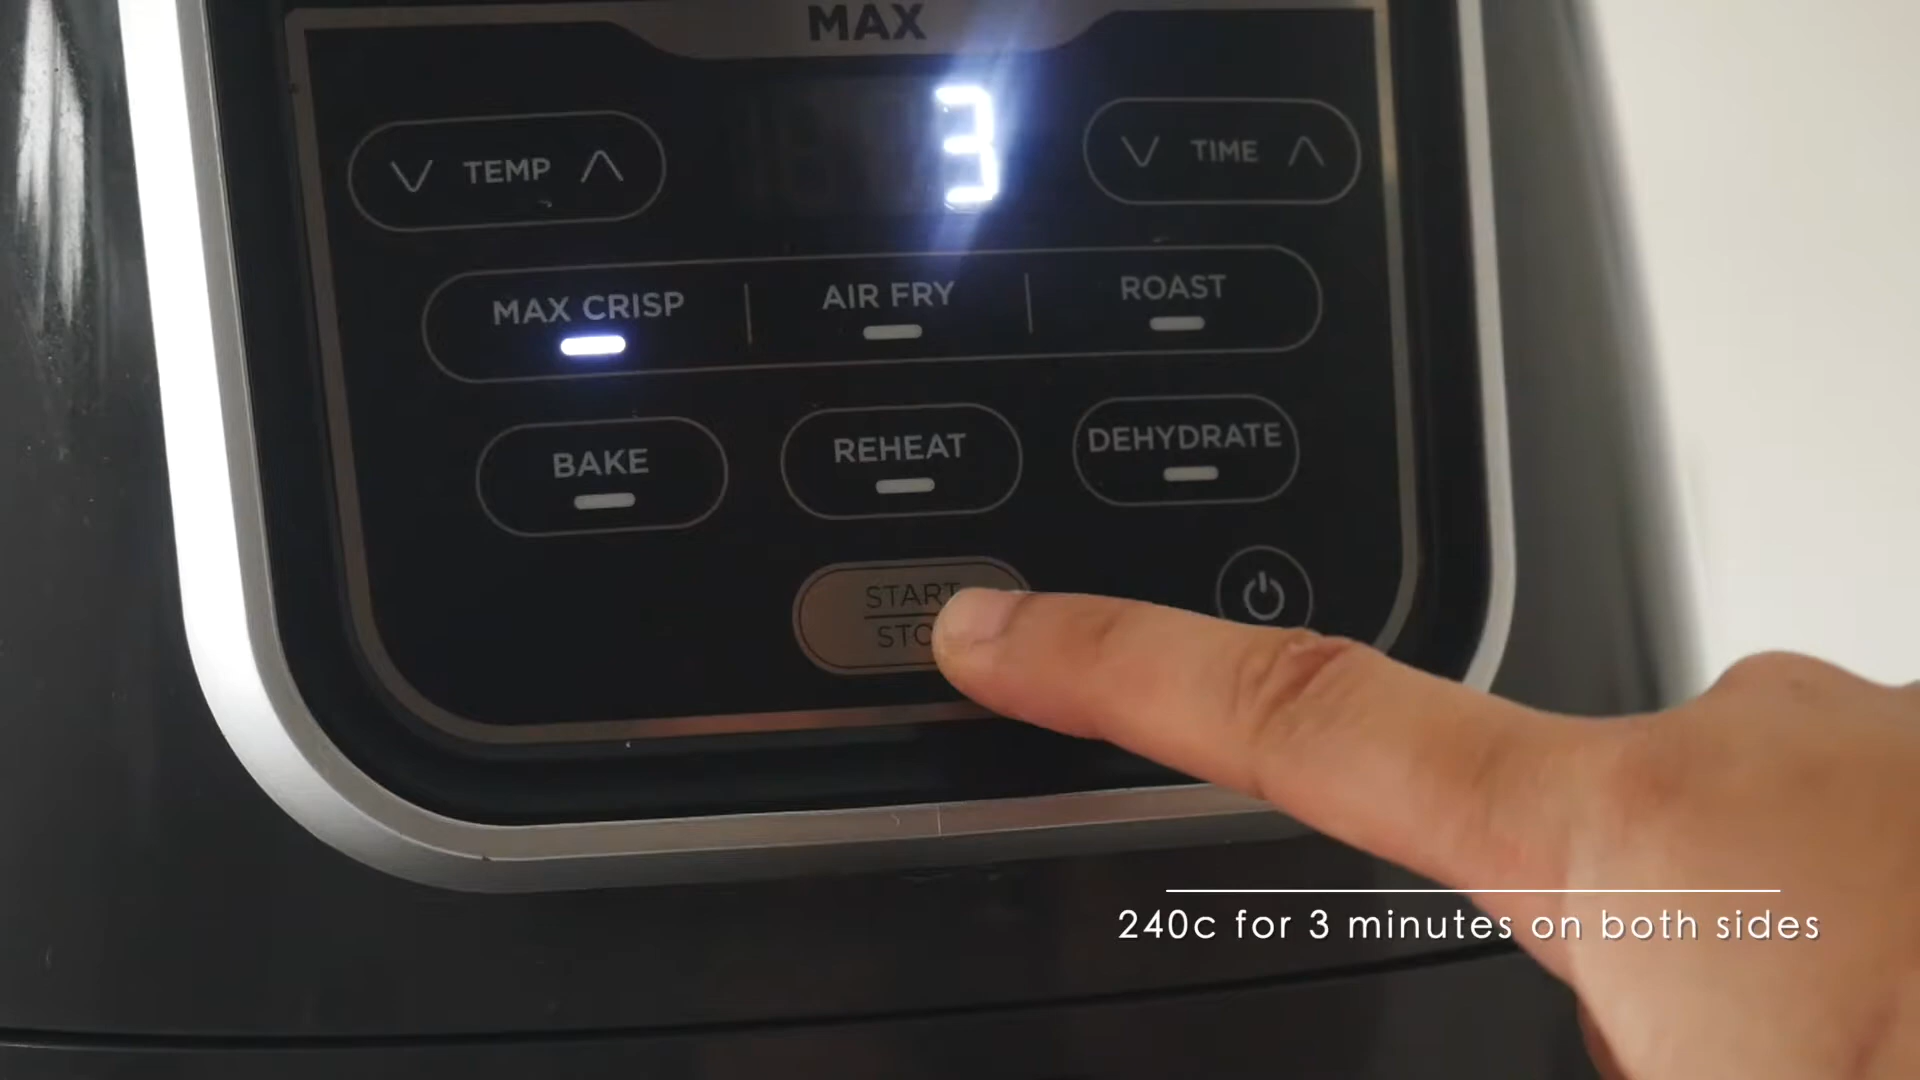 MAX
3
TEMP
TIME
MAX CRISP
AIR FRY
ROAST
BAKE
REHEAT
DEHYDRATE
START
240c for 3 minutes on both sides